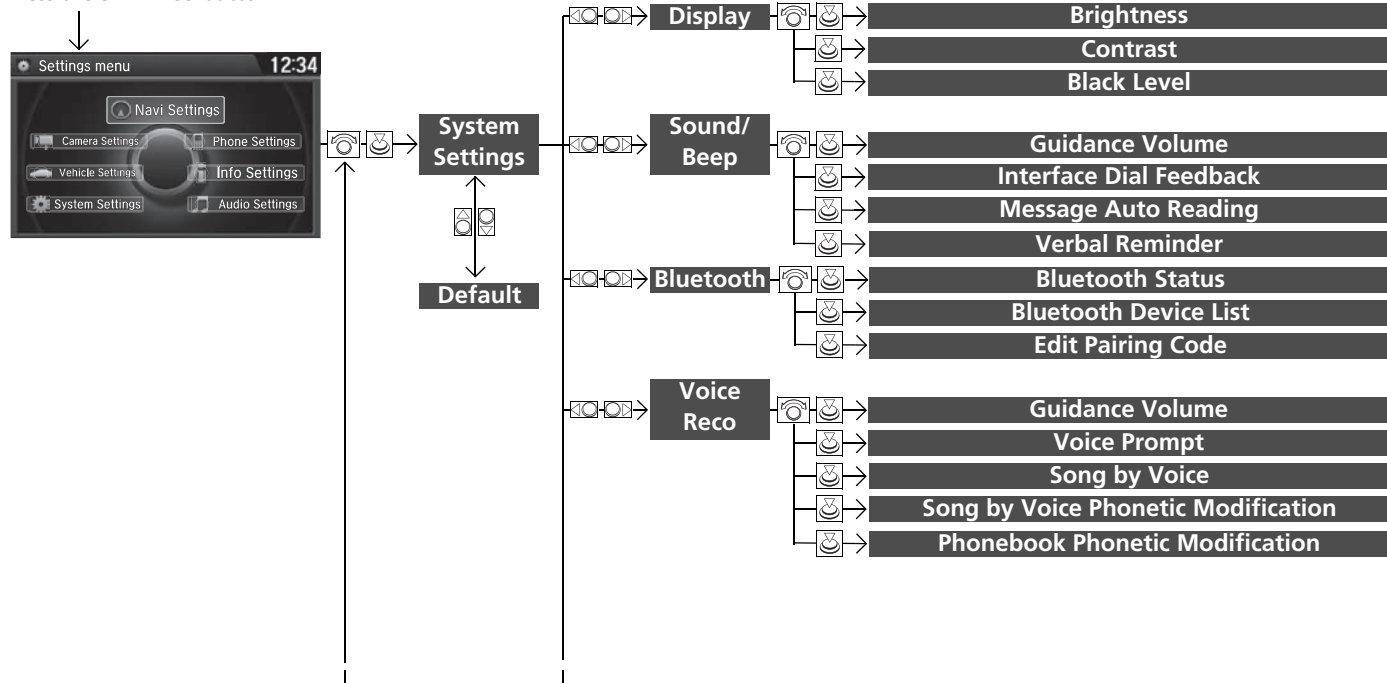 Settings menu 12:34
Navi Settings
Camera Settings
Phone Settings
Vehicle Settings
Info Settings
System Settings
Audio Settings
System
Settings
Default
Display
Brightness
Contrast
Black Level
Sound/
Beep
Guidance Volume
Interface Dial Feedback
Message Auto Reading
Verbal Reminder
Bluetooth
Bluetooth Status
Bluetooth Device List
Edit Pairing Code
Voice
Reco
Guidance Volume
Voice Prompt
Song by Voice
Song by Voice Phonetic Modification
Phonebook Phonetic Modification